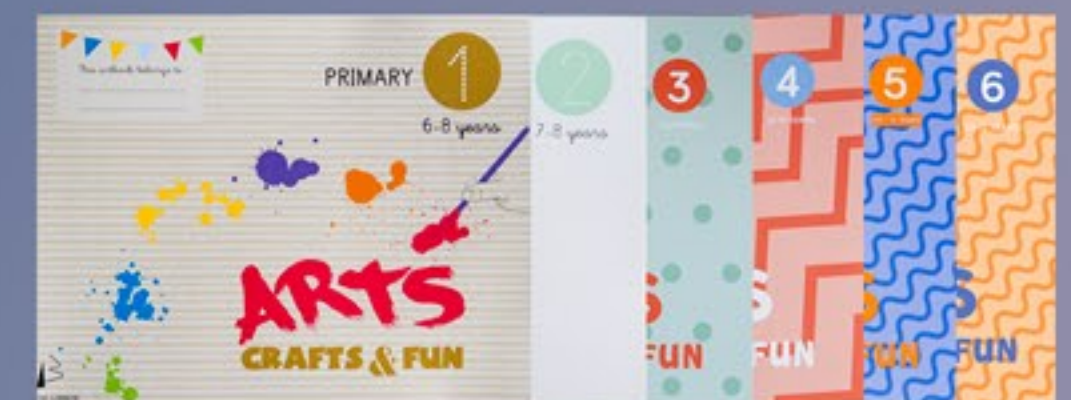 PRIMARY 1
6-8 years
ARTS
CRAFTS & FUN
2
7-8 years
3
S
FUN
4
S
FUN
5
S
FUN
6
S
FUN